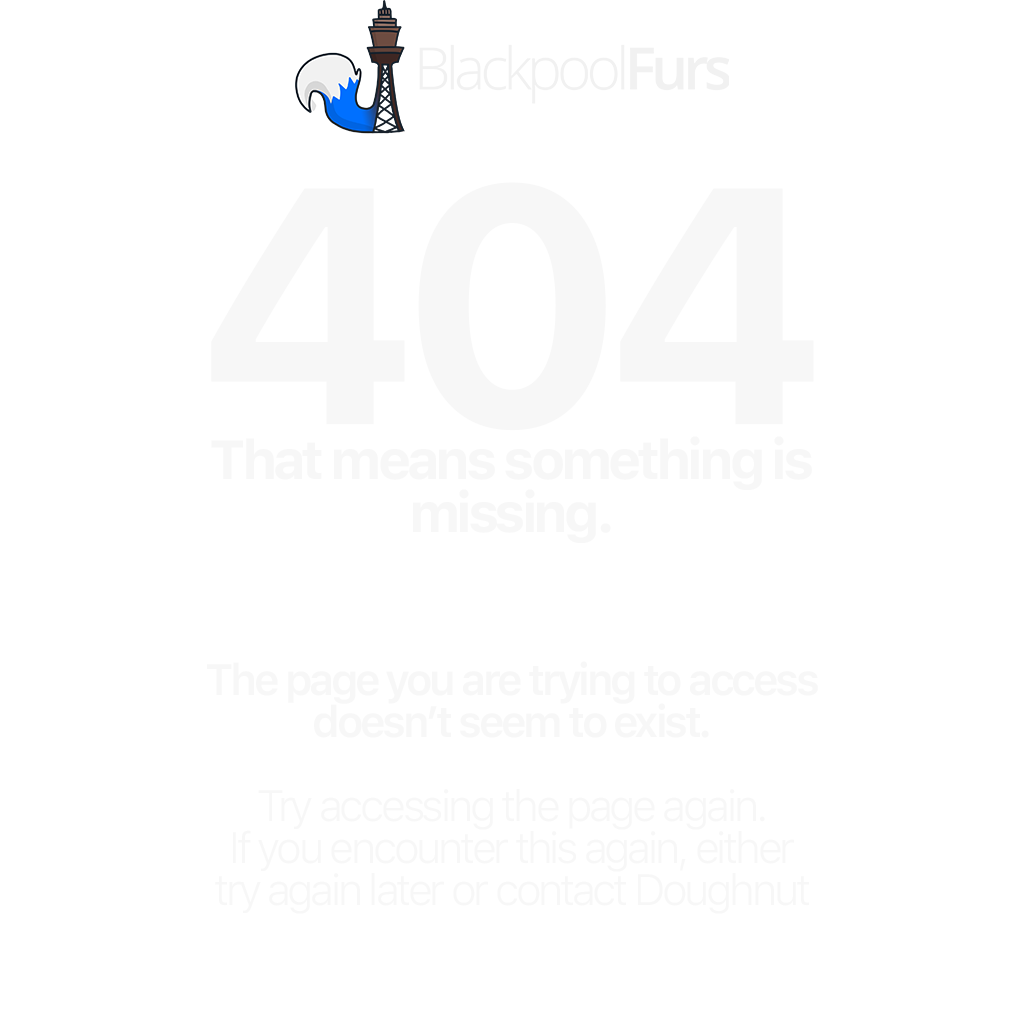 BlackpoolFurs
404
That means something is
missing.
The page you are trying to access
doesn’t seem to exist.
Try accessing the page again.
If you encounter this again, either
try again later or contact Doughnut